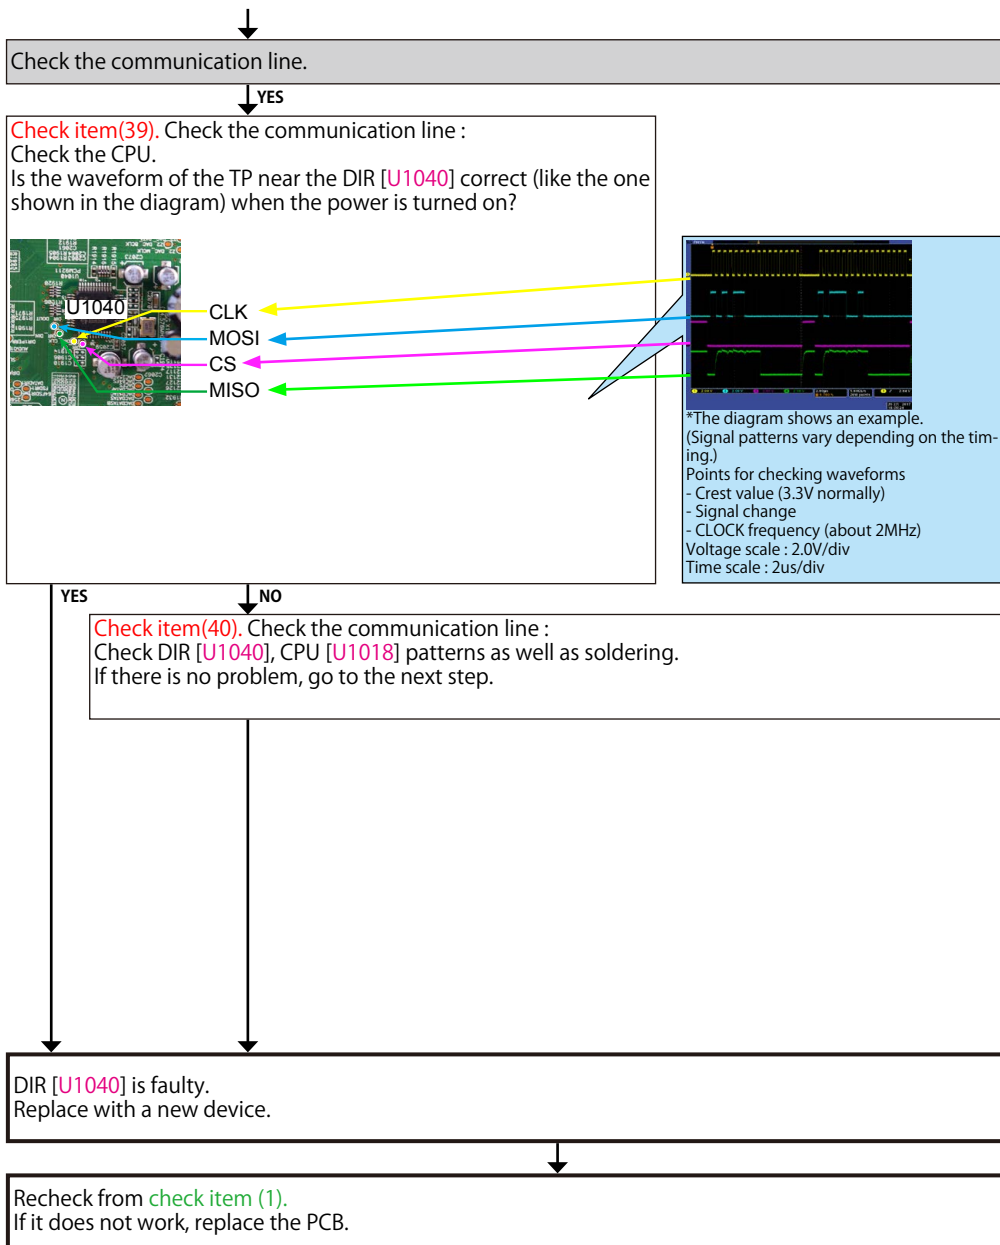 Check the communication line.
YES
Check item(39). Check the communication line :
Check the CPU.
Is the waveform of the TP near the DIR [U1040] correct (like the one
shown in the diagram) when the power is turned on?
U1040
CLK
MOSI
CS
MISO
*The diagram shows an example.
(Signal patterns vary depending on the tim-
ing.)
Points for checking waveforms
- Crest value (3.3V normally)
- Signal change
- CLOCK frequency (about 2MHz)
Voltage scale : 2.0V/div
Time scale : 2us/div
YES
NO
Check item(40). Check the communication line :
Check DIR [U1040], CPU [U1018] patterns as well as soldering.
If there is no problem, go to the next step.
DIR [U1040] is faulty.
Replace with a new device.
Recheck from check item (1).
If it does not work, replace the PCB.